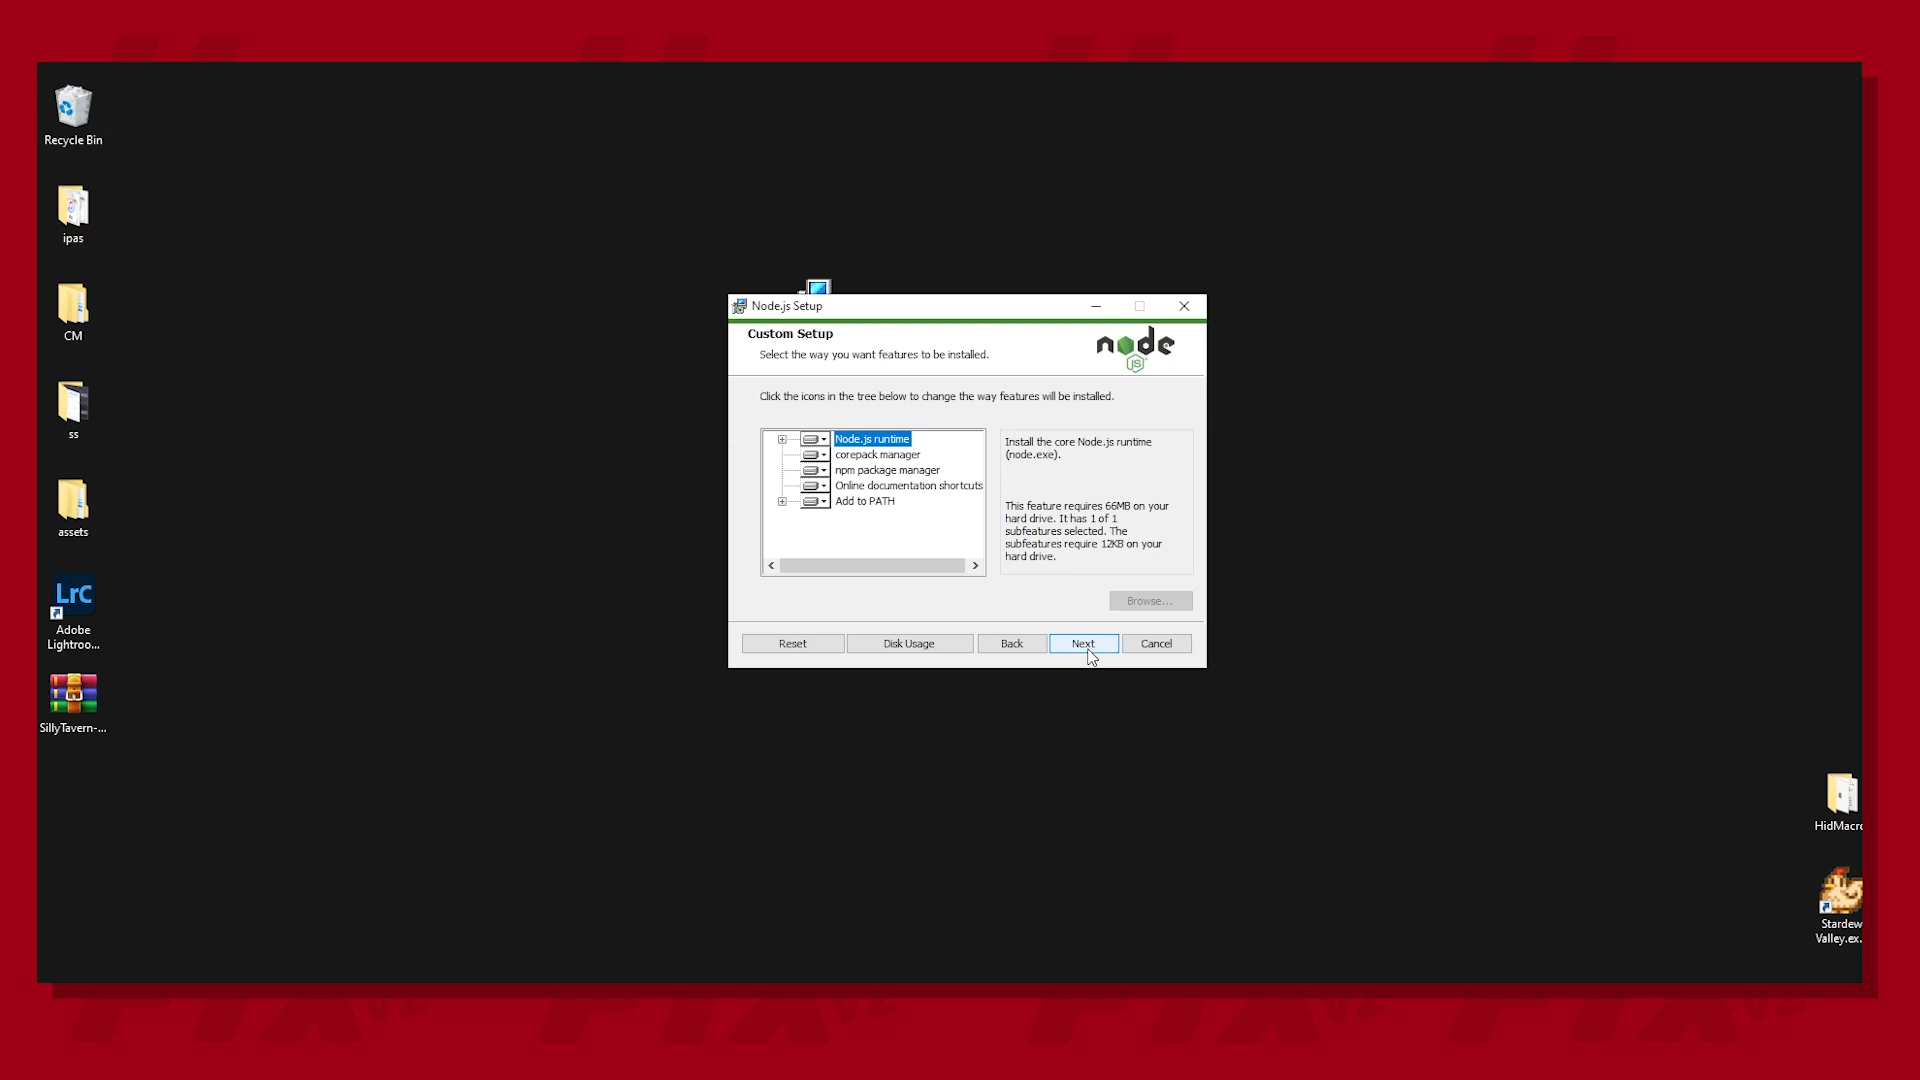 Recycle Bin
ipas
CM
ss
assets
LrC
Adobe
Lightroo...
SillyTavern-...
Node.js Setup
Custom Setup
Select the way you want features to be installed.
node
JS
Click the icons in the tree below to change the way features will be installed.
Node.js runtime
corepack manager
npm package manager
Online documentation shortcuts
Add to PATH
Install the core Node.js runtime
(node.exe).
This feature requires 66MB on your
hard drive. It has 1 of 1
subfeatures selected. The
subfeatures require 12KB on your
hard drive.
Browse...
Reset
Disk Usage
Back
Next
Cancel
HidMacro
Stardew
Valley.ex.